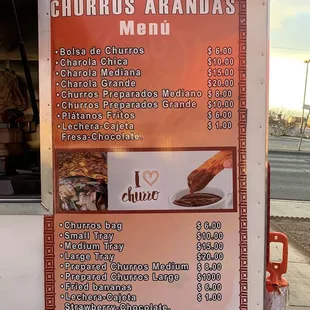 CHURROS ARANDAS
Menú
Bolsa de Churros $ 6.00
Charola Chica $10.00
Charola Mediana $15.00
Charola Grande $20.00
Churros Preparados Mediano $ 8.00
Churros Preparados Grande $10.00
Plátanos Fritos $ 6.00
Lechera-Cajeta $ 1.00
Fresa-Chocolate.
I
churro
Churros bag $ 6.00
Small Tray $10.00
Medium Tray $15.00
Large Tray $20.00
Prepared Churros Medium $ 8.00
Prepared Churros Large $1000
Fried bananas $ 6.00
Lechera-Cajeta $ 1.00
Strawberry-Chocolate.